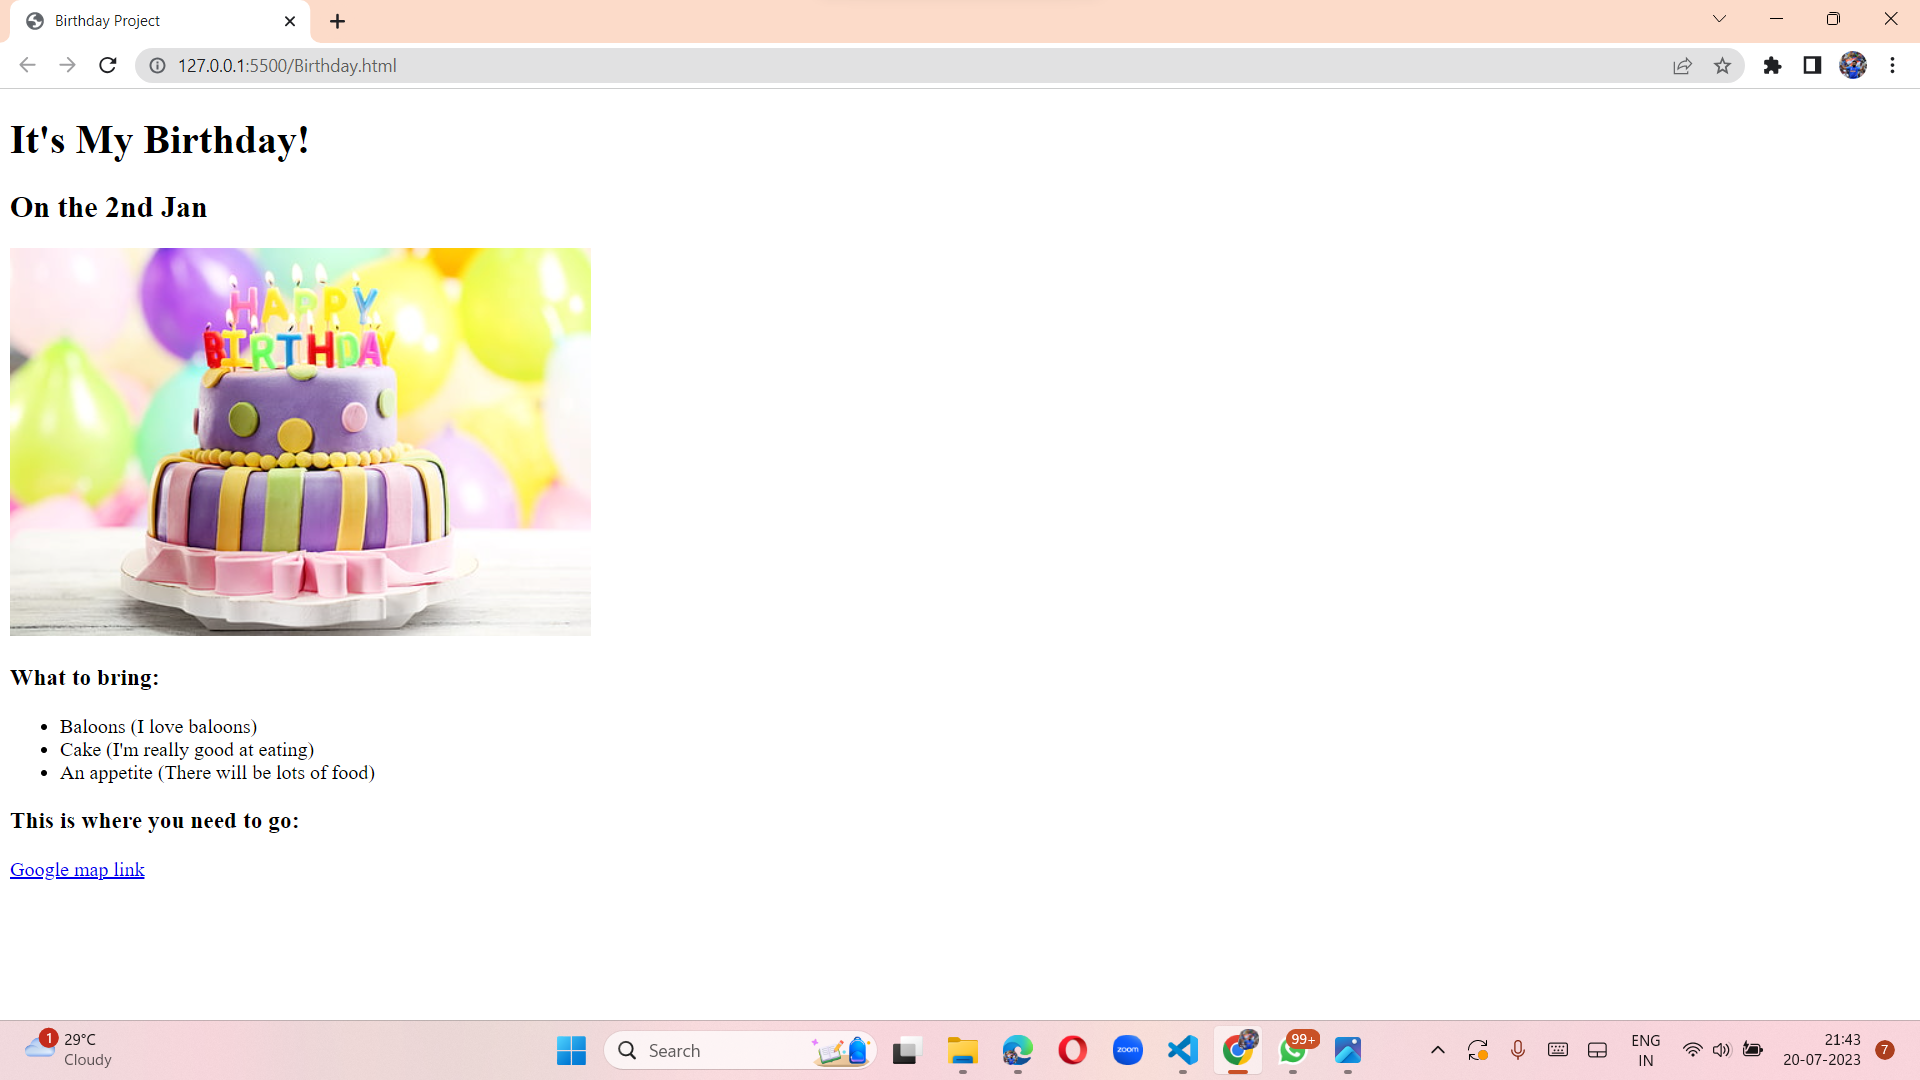 Birthday Project
127.0.0.1:5500/Birthday.html
It's My Birthday!
On the 2nd Jan
HAPPY
BIRTHDAY
What to bring:
Baloons (I love baloons)
Cake (I'm really good at eating)
An appetite (There will be lots of food)
This is where you need to go:
Google map link
1
29°C
Cloudy
Search
zoom
99+
ENG
IN
21:43
20-07-2023
7